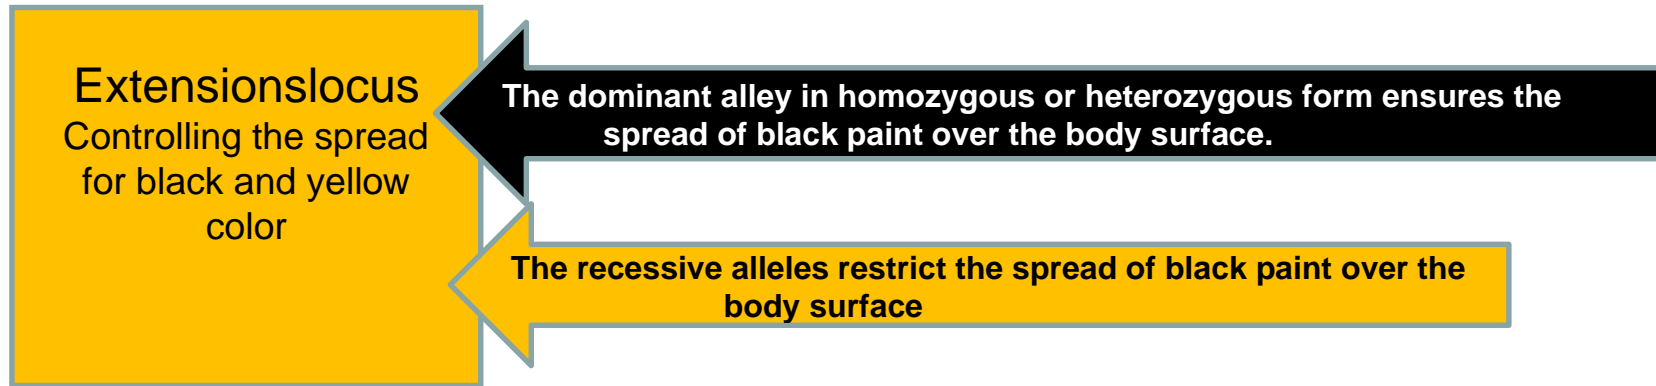 Extensionslocus
Controlling the spread
for black and yellow
color
The dominant alley in homozygous or heterozygous form ensures the
spread of black paint over the body surface.
The recessive alleles restrict the spread of black paint over the
body surface